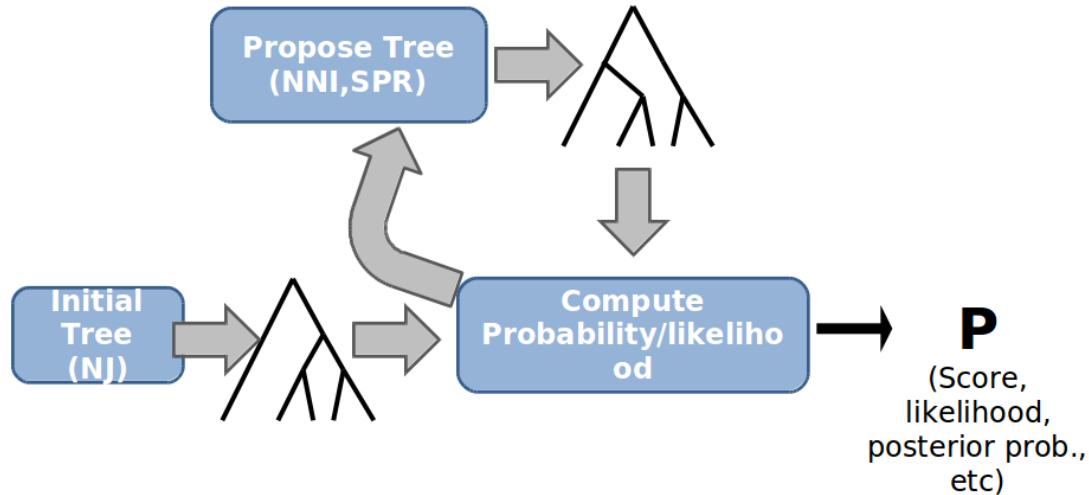 Propose Tree
(NNI,SPR)
Initial
Tree
(NJ)
Compute
Probability/likeliho
od
P
(Score,
likelihood,
posterior prob.,
etc)